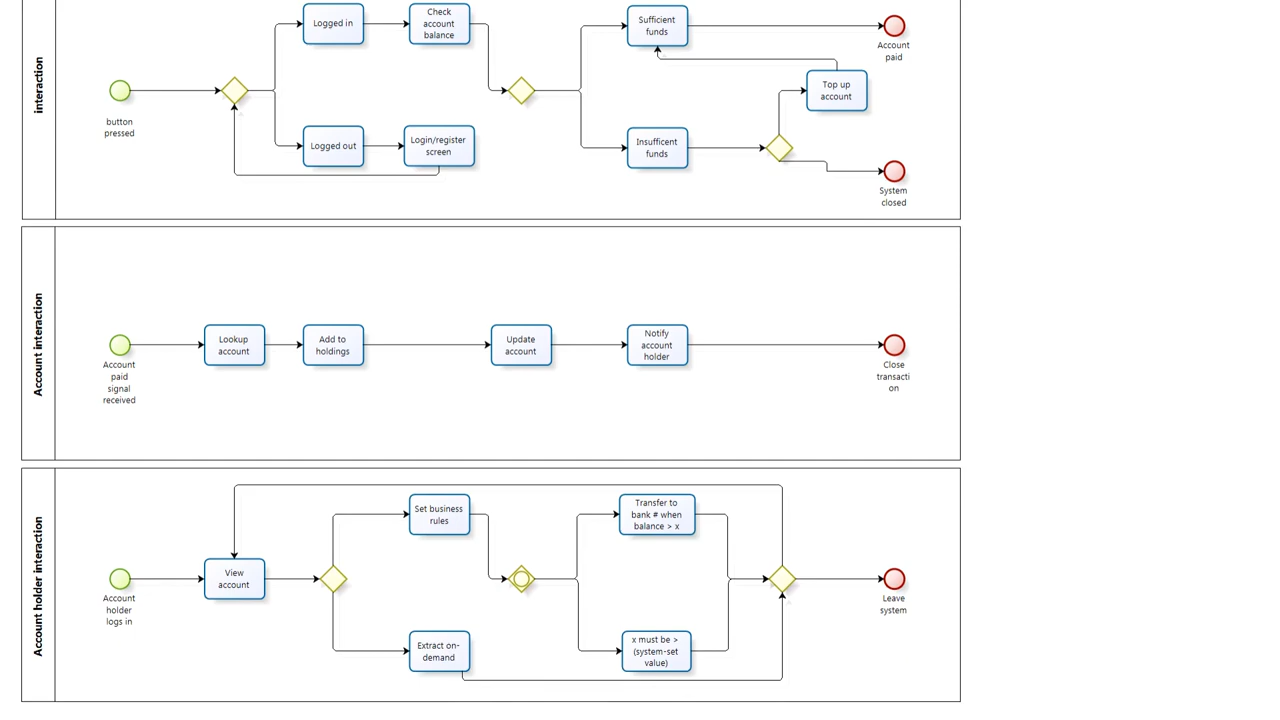 interaction
button
pressed
Logged in
Check
account
balance
Logged out
Login/register
screen
Sufficient
funds
Insufficent
funds
Top up
account
Account
paid
System
closed
Account interaction
Account
paid
signal
received
Lookup
account
Add to
holdings
Update
account
Notify
account
holder
Close
transacti
on
Account holder interaction
Account
holder
logs in
View
account
Set business
rules
Extract on-
demand
Transfer to
bank # when
balance > x
x must be >
(system-set
value)
Leave
system